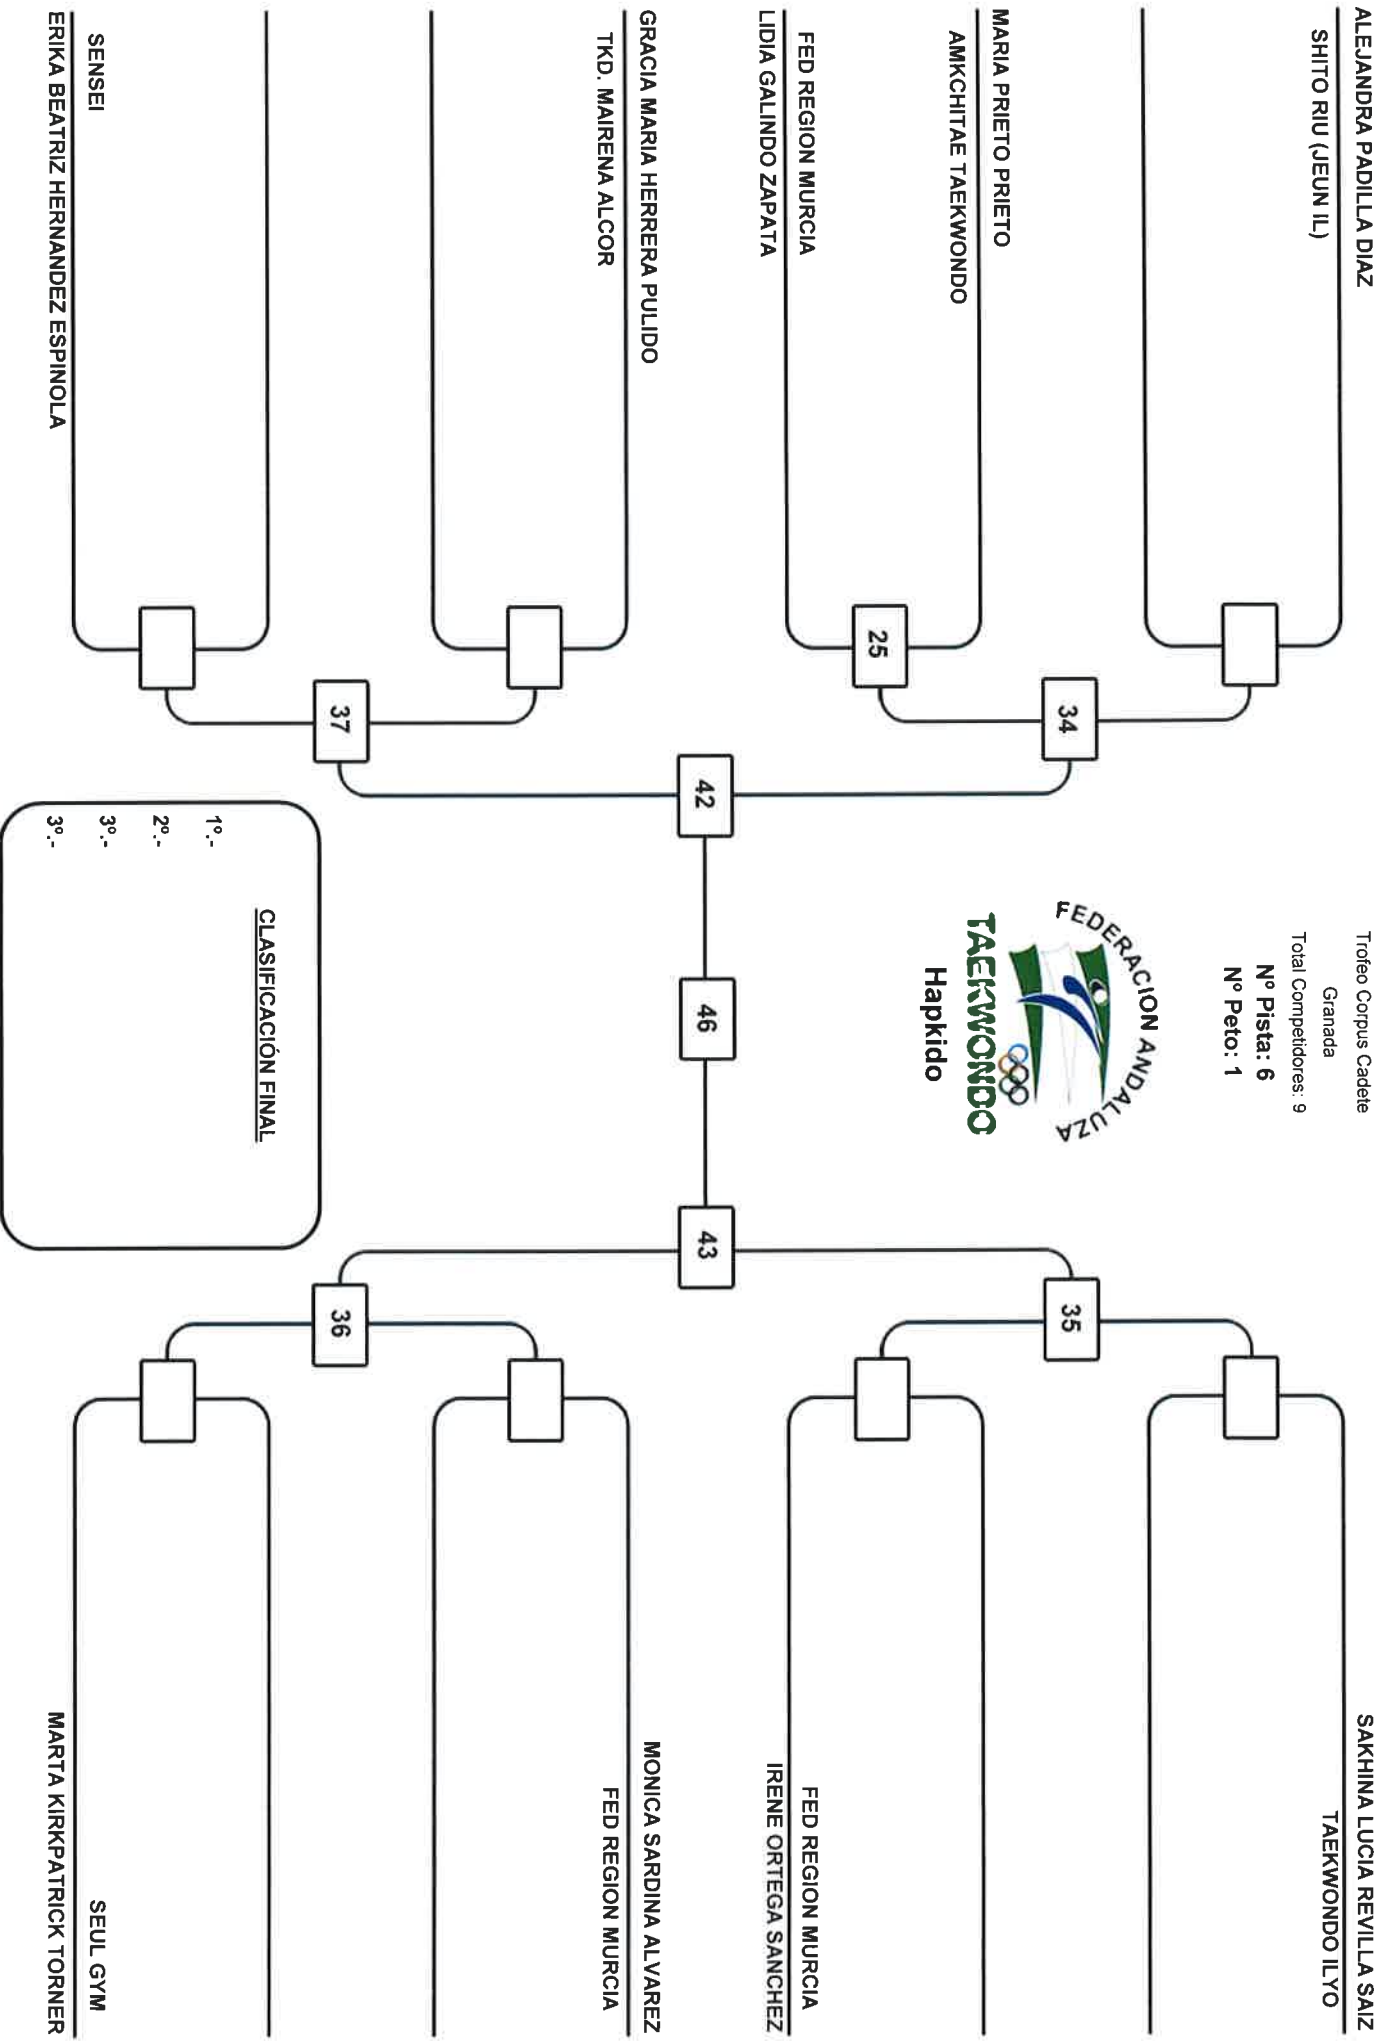 ALEJANDRA PADILLA DIAZ
SHITO RIU (JEUN IL)
MARIA PRIETO PRIETO
AMKCHITAE TAEKWONDO
FED REGION MURCIA
LIDIA GALINDO ZAPATA
GRACIA MARIA HERRERA PULIDO
TKD. MAIRENA ALCOR
SENSEI
ERIKA BEATRIZ HERNANDEZ ESPINOLA
25
34
37
42
Trofeo Corpus Cadete
Granada
Total Competidores: 9
Nº Pista: 6
Nº Peto: 1
FEDERACION ANDALUZA
TAEKWONDO
Hapkido
46
CLASIFICACIÓN FINAL
1º.-
2º.-
3º.-
3º.-
43
35
36
SAKHINA LUCIA REVILLA SAIZ
TAEKWONDO ILYO
FED REGION MURCIA
IRENE ORTEGA SANCHEZ
MONICA SARDINA ALVAREZ
FED REGION MURCIA
SEUL GYM
MARTA KIRKPATRICK TORNER